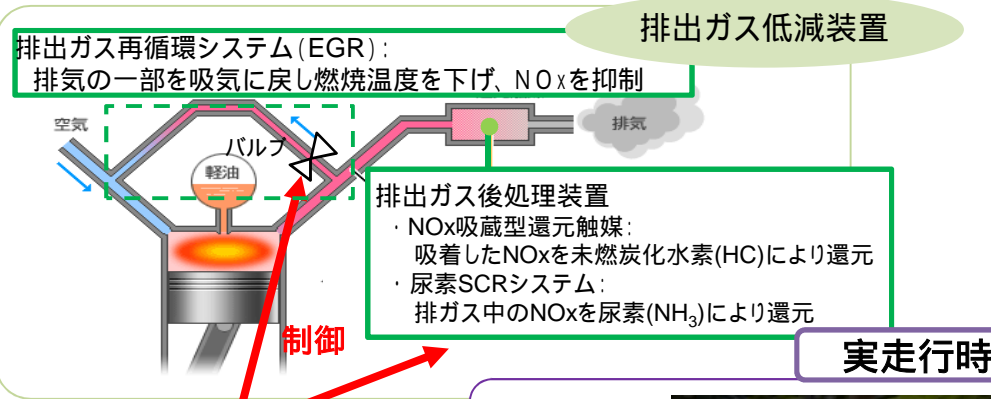 排出ガス低減装置
排出ガス再循環システム(EGR):
排気の一部を吸気に戻し燃焼温度を下げ、NOxを抑制
空気
バルブ
軽油
排気
排出ガス後処理装置
・NOx吸蔵型還元触媒:
吸着したNOxを未燃炭化水素(HC)により還元
・尿素SCRシステム:
排ガス中のNOxを尿素(NH₃)により還元
制御
実走行時